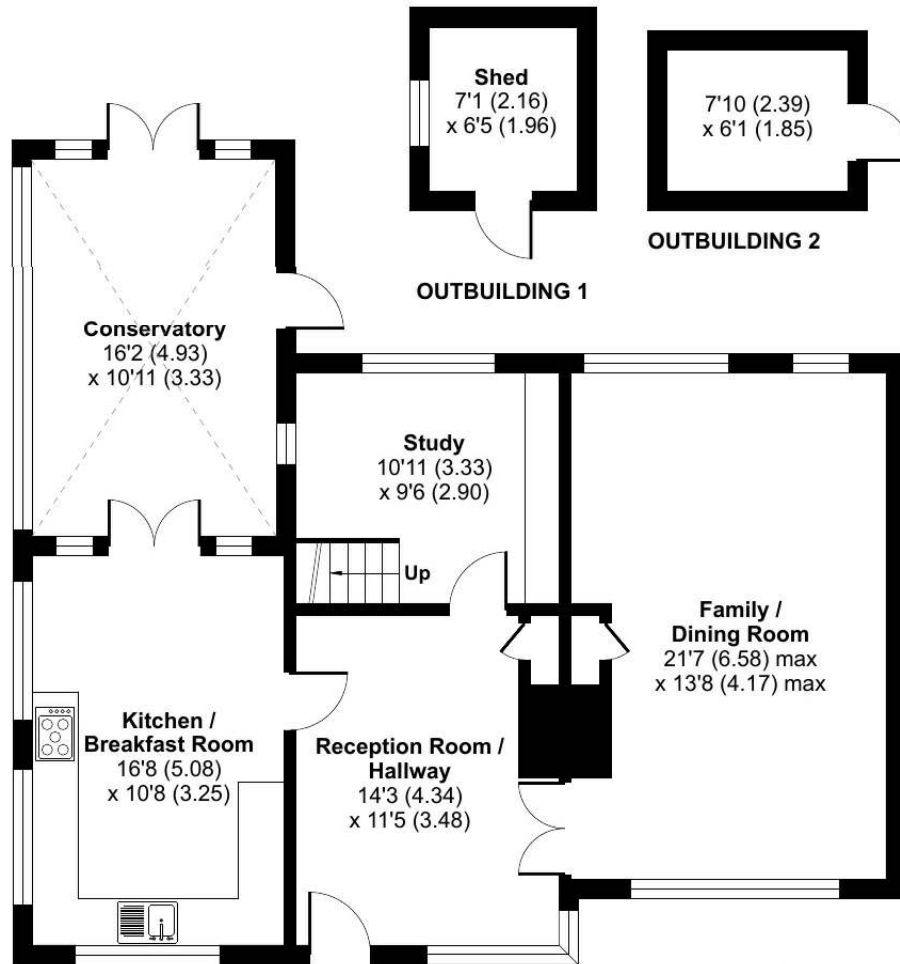 Shed
7'1 (2.16)
x 6'5 (1.96)
7'10 (2.39)
x 6'1 (1.85)
OUTBUILDING 2
OUTBUILDING 1
Conservatory
16'2 (4.93)
x 10'11 (3.33)
Study
10'11 (3.33)
x 9'6 (2.90)
Up
Family /
Dining Room
21'7 (6.58) max
x 13'8 (4.17) max
Kitchen /
Breakfast Room
16'8 (5.08)
x 10'8 (3.25)
Reception Room /
Hallway
14'3 (4.34)
x 11'5 (3.48)